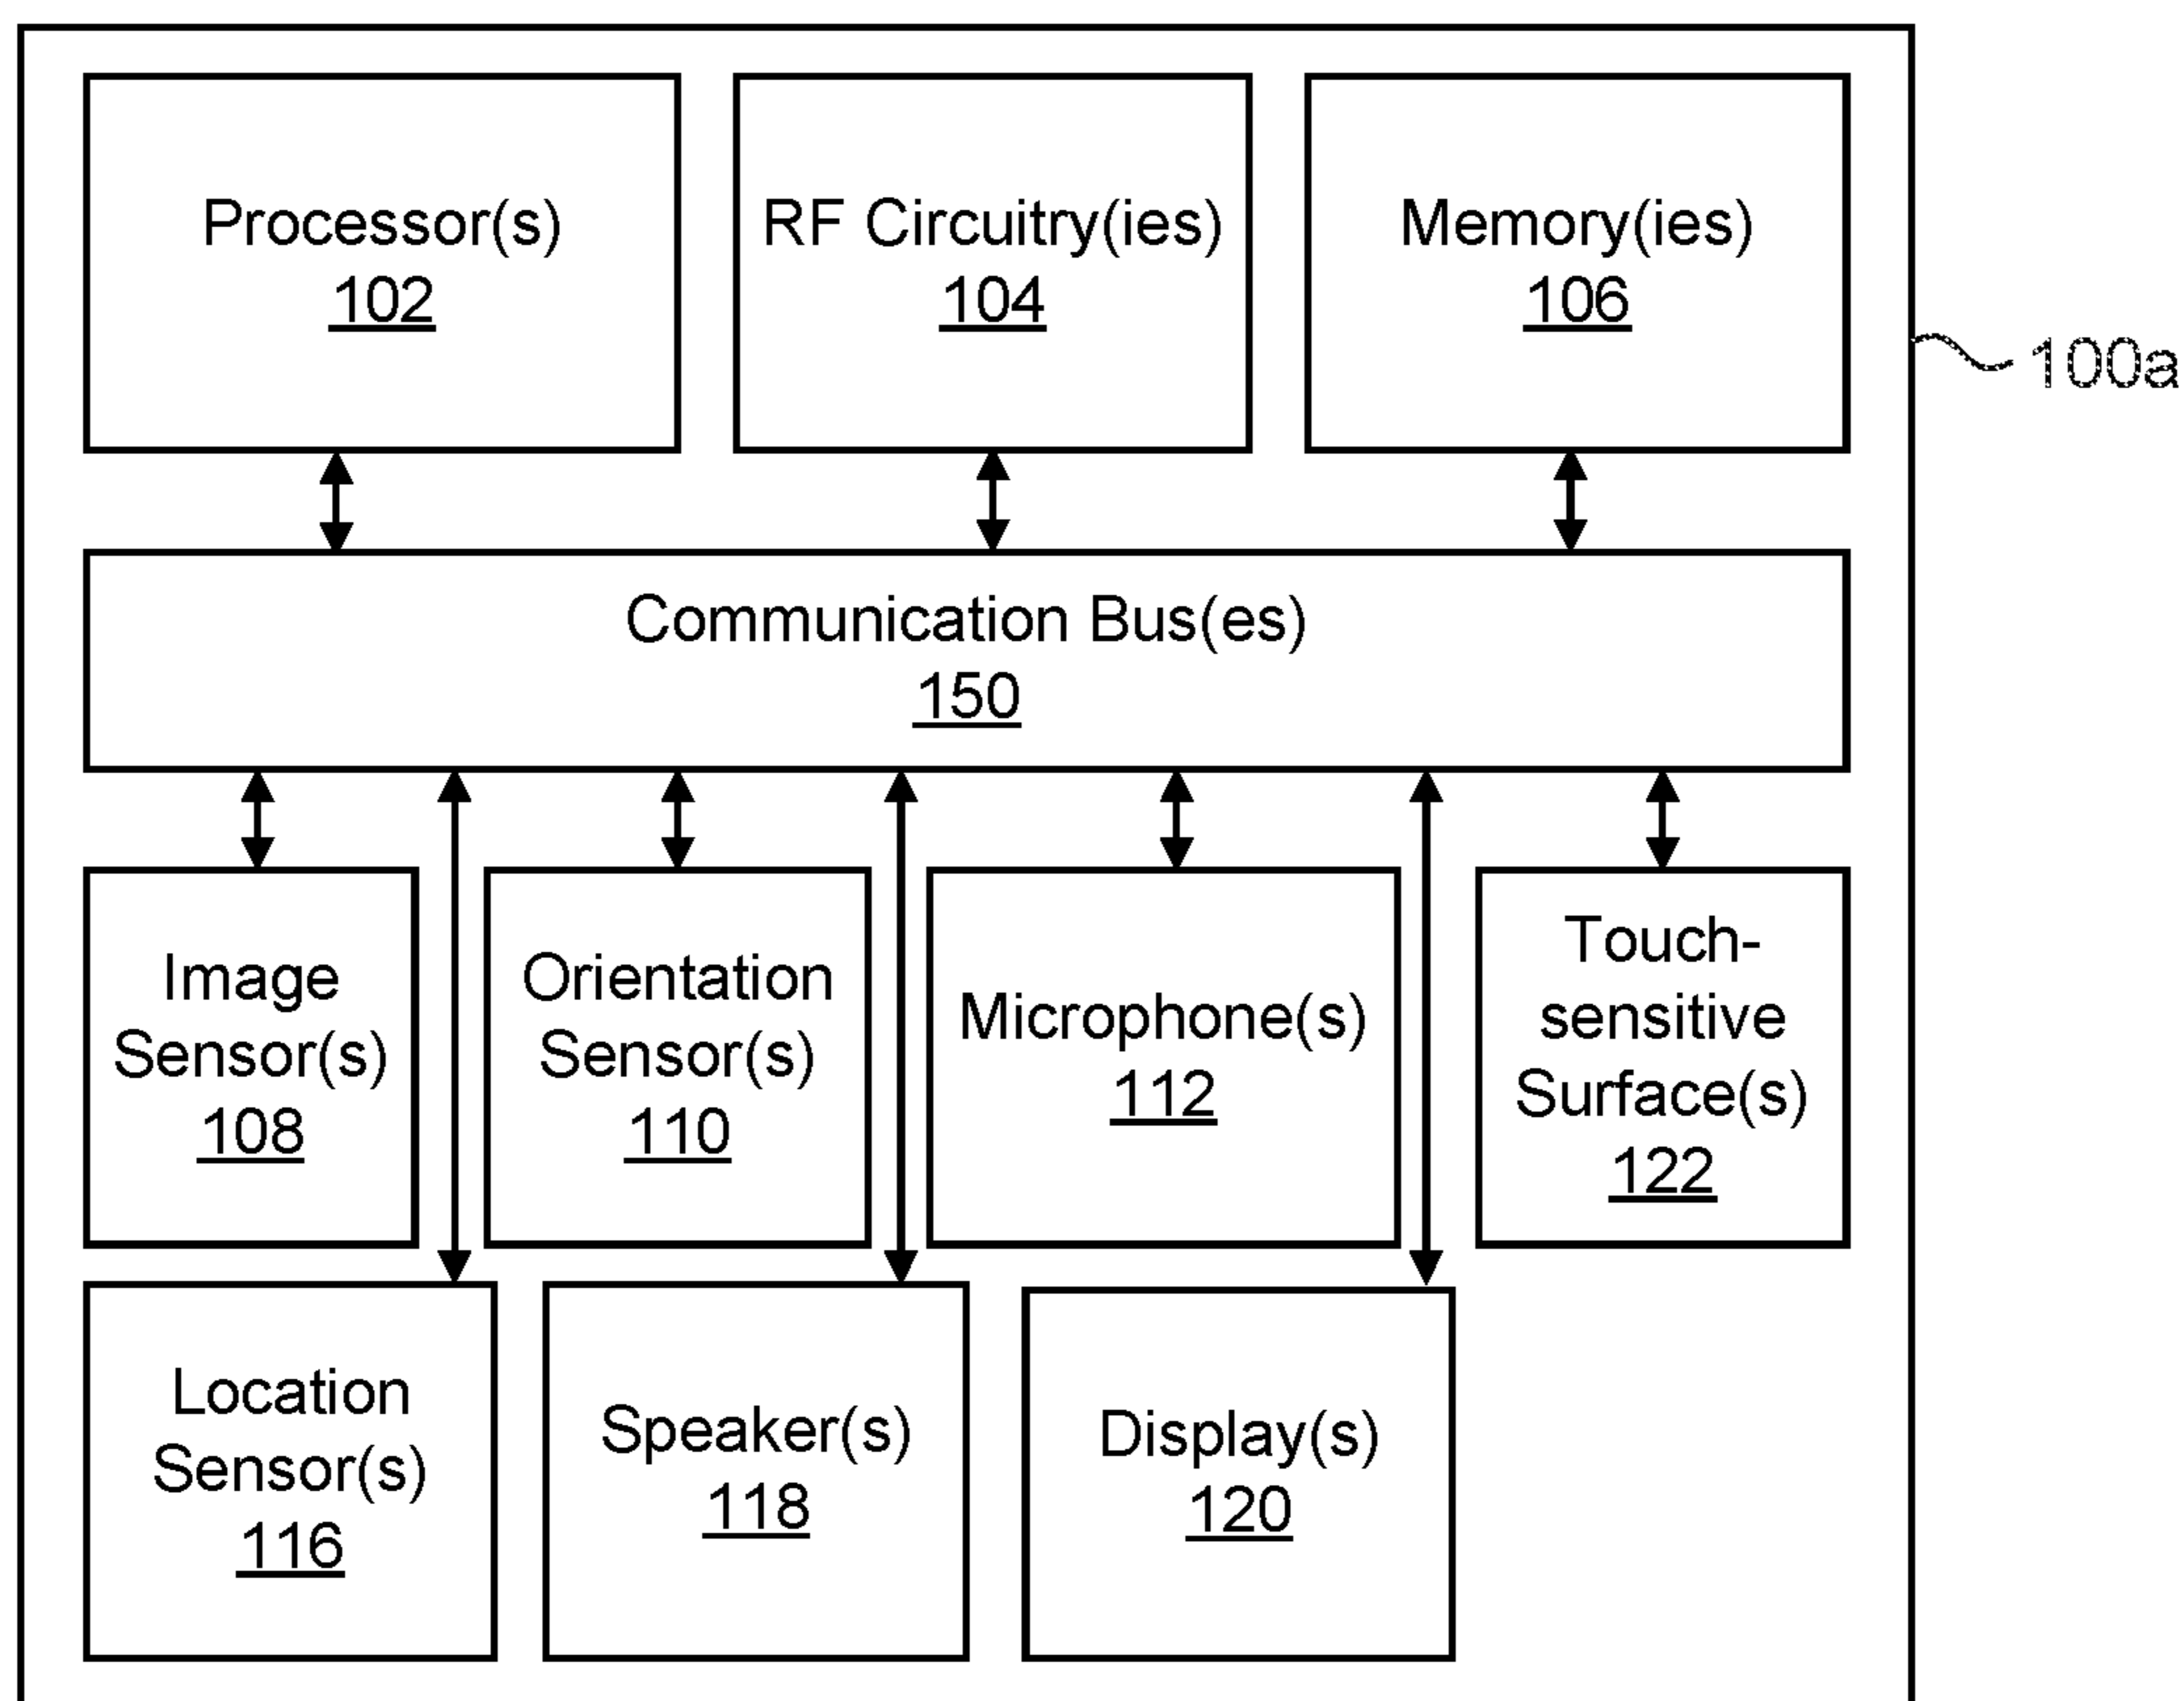 Processor(s)
102
RF Circuitry(ies)
104
Memory(ies)
106
100a
Communication Bus(es)
150
Image
Sensor(s)
108
Orientation
Sensor(s)
110
Microphone(s)
112
Touch-
sensitive
Surface(s)
122
Location
Sensor(s)
116
Speaker(s)
118
Display(s)
120